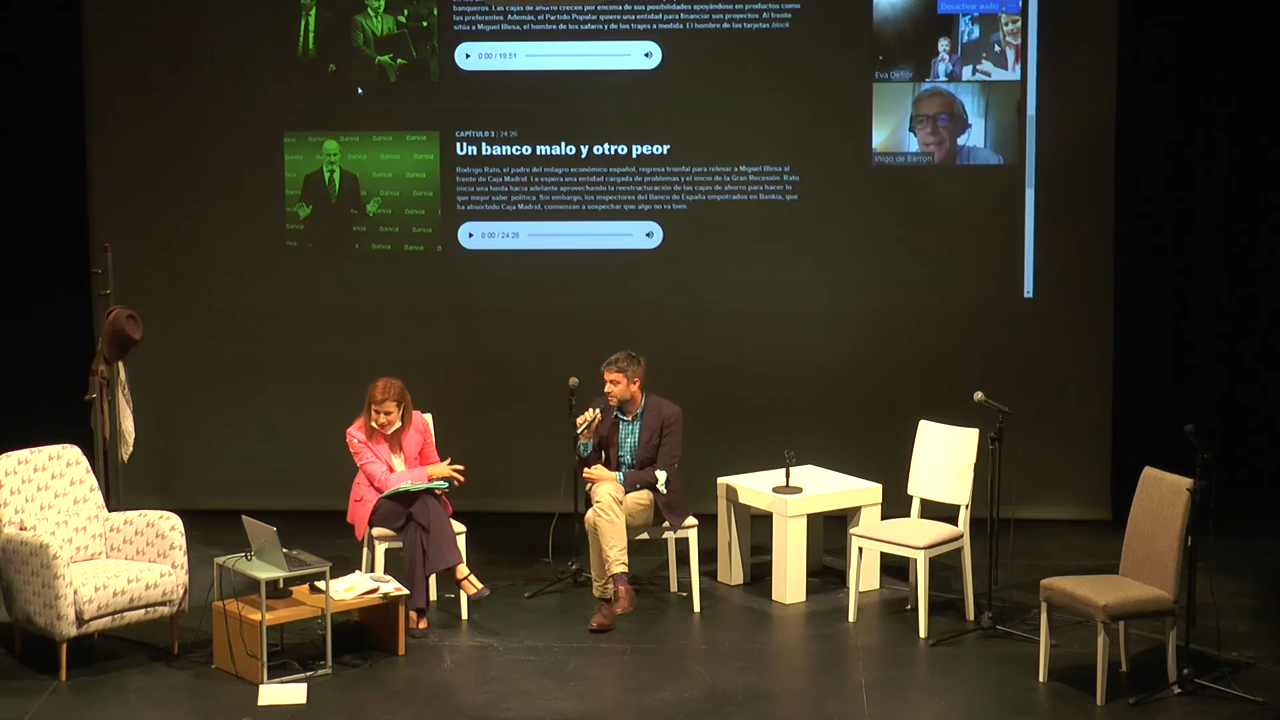 banqueros. Las cajas de ahorro crecen por encima de sus posibilidades apoyándose en productos como
las preferentes. Además, el Partido Popular quiere una entidad para financiar sus proyectos. Al frente
sitúa a Miguel Blesa, el hombre de los safaris y de los trajes a medida. El hombre de las tarjetas black.
0:00 / 19:51
Desactivar audio
Eva Defior
Iñigo de Barron
CAPÍTULO 3 | 24:26
Un banco malo y otro peor
Rodrigo Rato, el padre del milagro económico español, regresa triunfal para relevar a Miguel Blesa al
frente de Caja Madrid. Le espera una entidad cargada de problemas y el inicio de la Gran Recesión. Rato
inicia una huida hacia adelante aprovechando la reestructuración de las cajas de ahorro para hacer lo
que mejor sabe: política. Sin embargo, los inspectores del Banco de España empotrados en Bankia, que
ha absorbido Caja Madrid, comienzan a sospechar que algo no va bien.
0:00 / 24:26
Bankia Bankia Bankia
Bankia Bankia